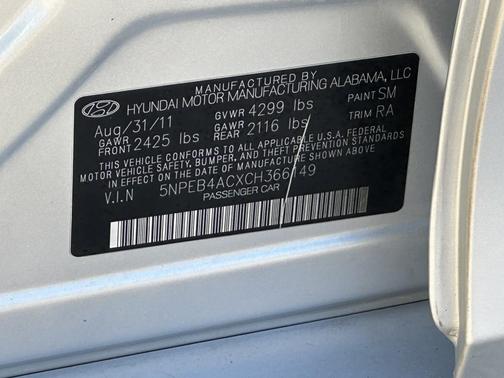 MANUFACTURED BY
HYUNDAI MOTOR MANUFACTURING ALABAMA, LLC
Aug/31/11 GVWR 4299 lbs PAINT SM
GAWR FRONT 2425 lbs GAWR REAR 2116 lbs TRIM RA
THIS VEHICLE CONFORMS TO ALL APPLICABLE U.S.A. FEDERAL
MOTOR VEHICLE SAFETY, BUMPER, AND THEFT PREVENTION STANDARDS
IN EFFECT ON THE DATE OF MANUFACTURE SHOWN ABOVE.
V.I.N 5NPEB4ACXCH366149
PASSENGER CAR